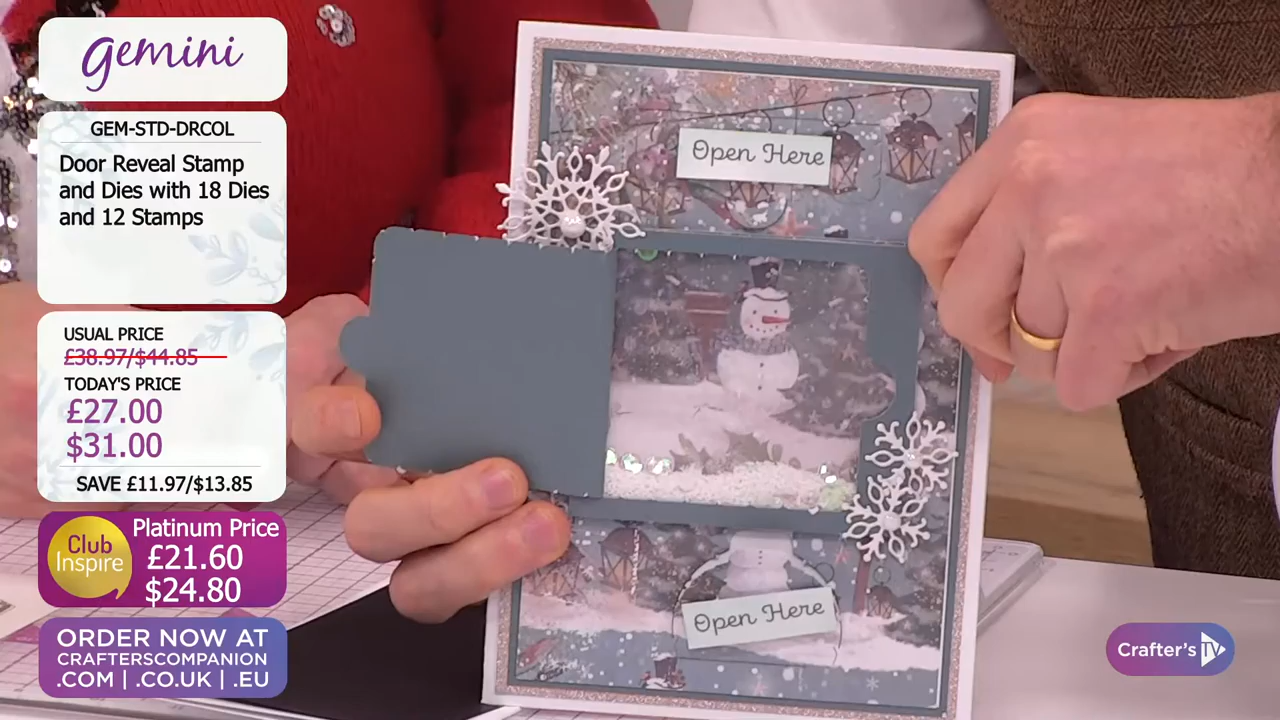 gemini
GEM-STD-DRCOL
Door Reveal Stamp
and Dies with 18 Dies
and 12 Stamps
USUAL PRICE
£38.97/$44.85
TODAY'S PRICE
£27.00
$31.00
SAVE £11.97/$13.85
Club
Inspire
Platinum Price
£21.60
$24.80
ORDER NOW AT
CRAFTERSCOMPANION
.COM | .CO.UK | .EU
Open Here
Open Here
Crafter's TV